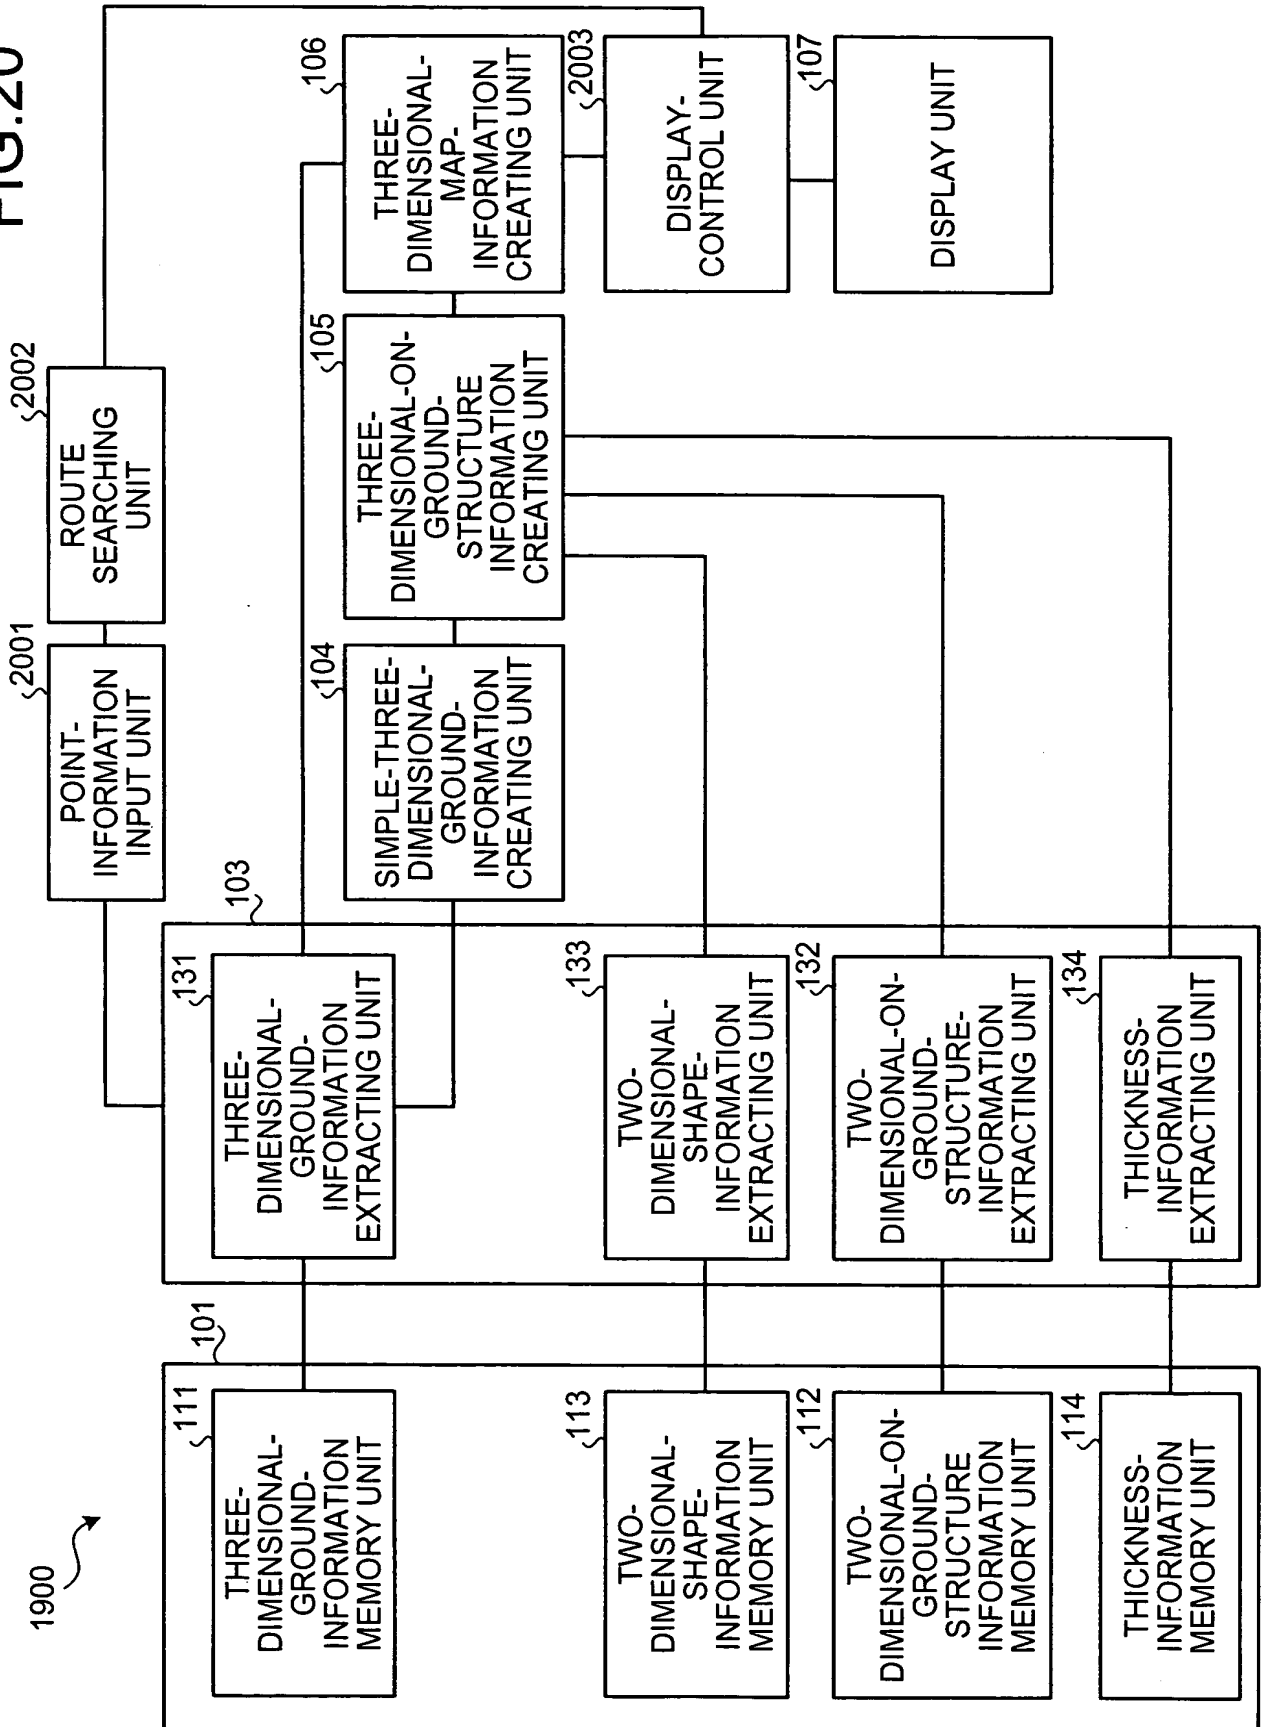 FIG.20
1900
101
111
THREE-
DIMENSIONAL-
GROUND-
INFORMATION
MEMORY UNIT
113
TWO-
DIMENSIONAL-
SHAPE-
INFORMATION
MEMORY UNIT
112
TWO-
DIMENSIONAL-ON-
GROUND-
STRUCTURE
INFORMATION
MEMORY UNIT
114
THICKNESS-
INFORMATION
MEMORY UNIT
103
131
THREE-
DIMENSIONAL-
GROUND-
INFORMATION
EXTRACTING UNIT
133
TWO-
DIMENSIONAL-
SHAPE-
INFORMATION
EXTRACTING UNIT
132
TWO-
DIMENSIONAL-ON-
GROUND-
STRUCTURE-
INFORMATION
EXTRACTING UNIT
134
THICKNESS-
INFORMATION
EXTRACTING UNIT
2001
POINT-
INFORMATION
INPUT UNIT
2002
ROUTE
SEARCHING
UNIT
104
SIMPLE-THREE-
DIMENSIONAL-
GROUND-
INFORMATION
CREATING UNIT
105
THREE-
DIMENSIONAL-ON-
GROUND-
STRUCTURE
INFORMATION
CREATING UNIT
106
THREE-
DIMENSIONAL-
MAP-
INFORMATION
CREATING UNIT
2003
DISPLAY-
CONTROL UNIT
107
DISPLAY UNIT